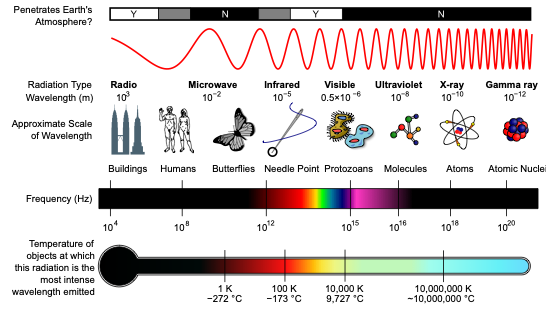 Penetrates Earth's
Atmosphere?
Y N Y N
Radiation Type
Wavelength (m)
Radio Microwave Infrared Visible Ultraviolet X-ray Gamma ray
10³ 10⁻² 10⁻⁵ 0.5×10⁻⁶ 10⁻⁸ 10⁻¹⁰ 10⁻¹²
Approximate Scale
of Wavelength
Buildings Humans Butterflies Needle Point Protozoans Molecules Atoms Atomic Nuclei
Frequency (Hz)
10⁴ 10⁸ 10¹² 10¹⁵ 10¹⁶ 10¹⁸ 10²⁰
Temperature of
objects at which
this radiation is the
most intense
wavelength emitted
1 K 100 K 10,000 K 10,000,000 K
−272 °C −173 °C 9,727 °C ~10,000,000 °C